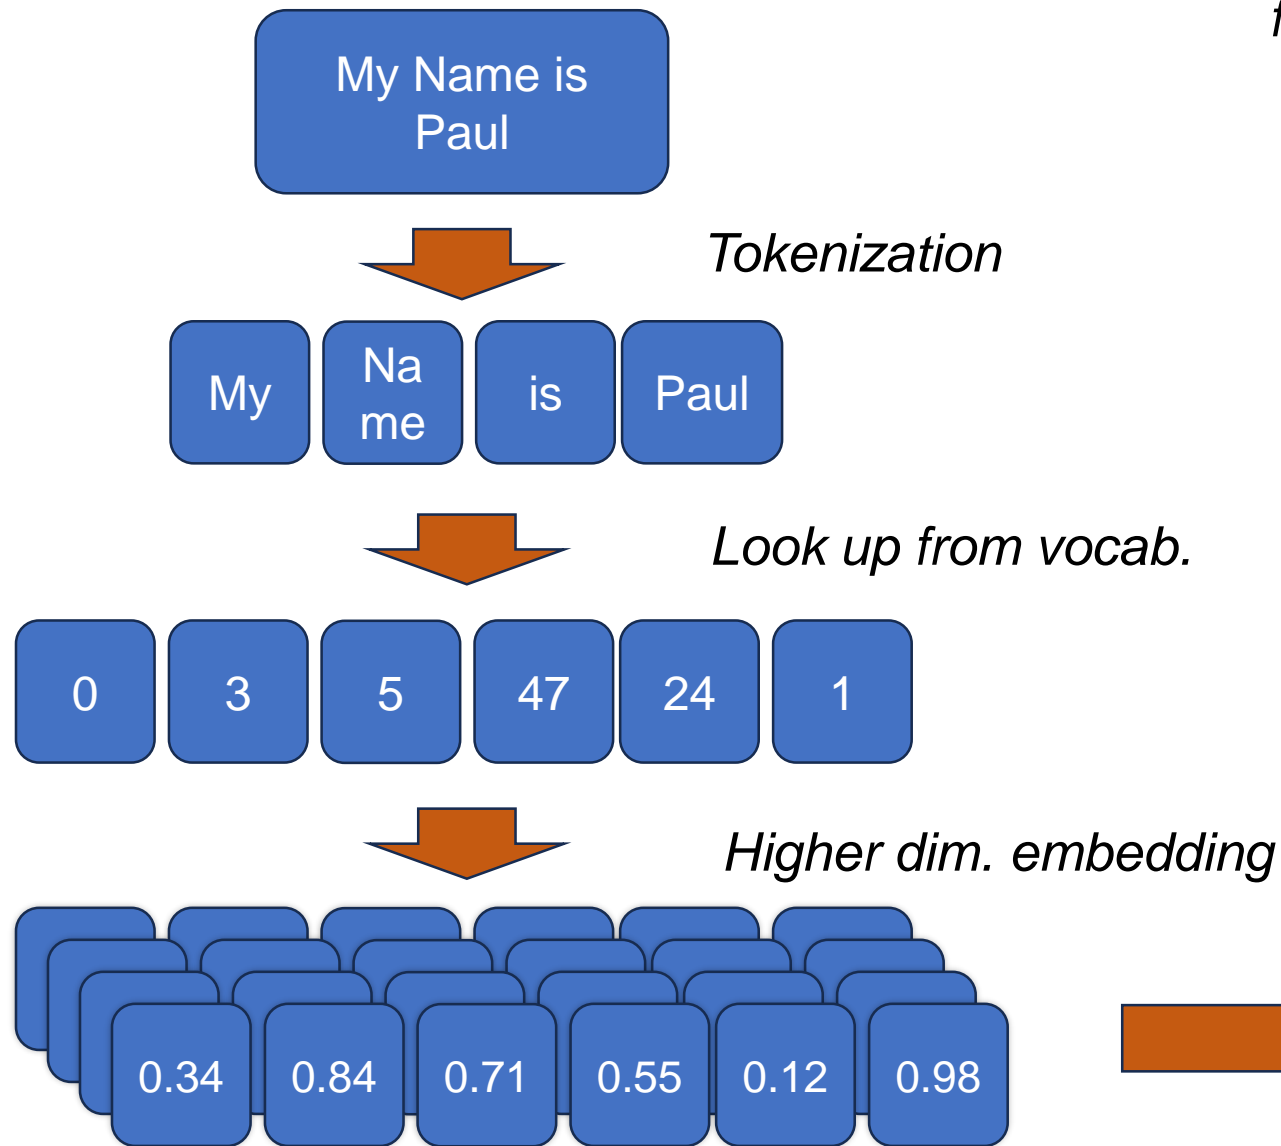 f
My Name is
Paul
Tokenization
My
Na
me
is
Paul
Look up from vocab.
0 3 5 47 24 1
Higher dim. embedding
0.34 0.84 0.71 0.55 0.12 0.98